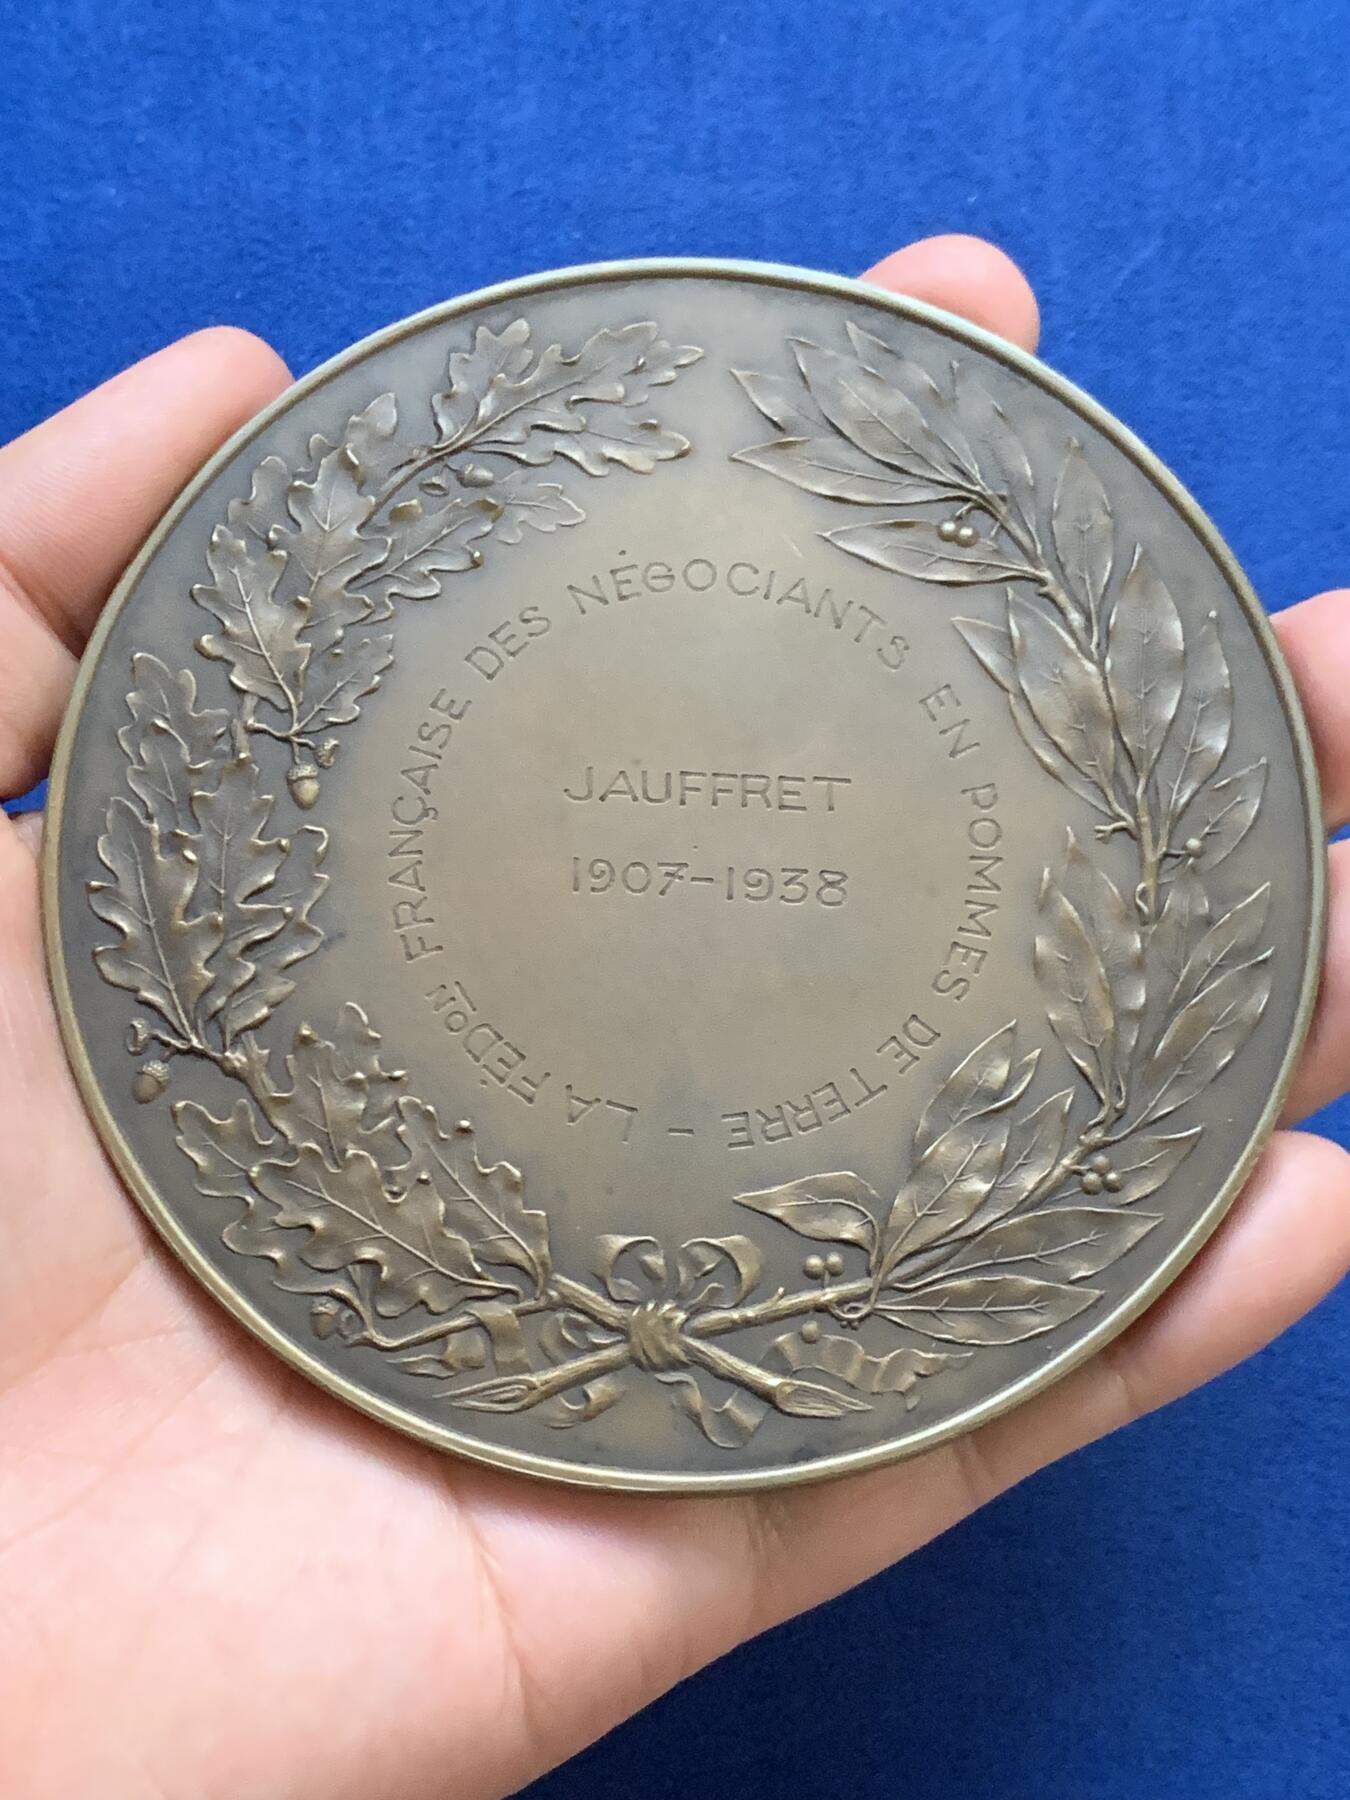 LA FÉDON FRANÇAISE DES NÉGOCIANTS EN POMMES DE TERRE -
JAUFFRET
1907-1938